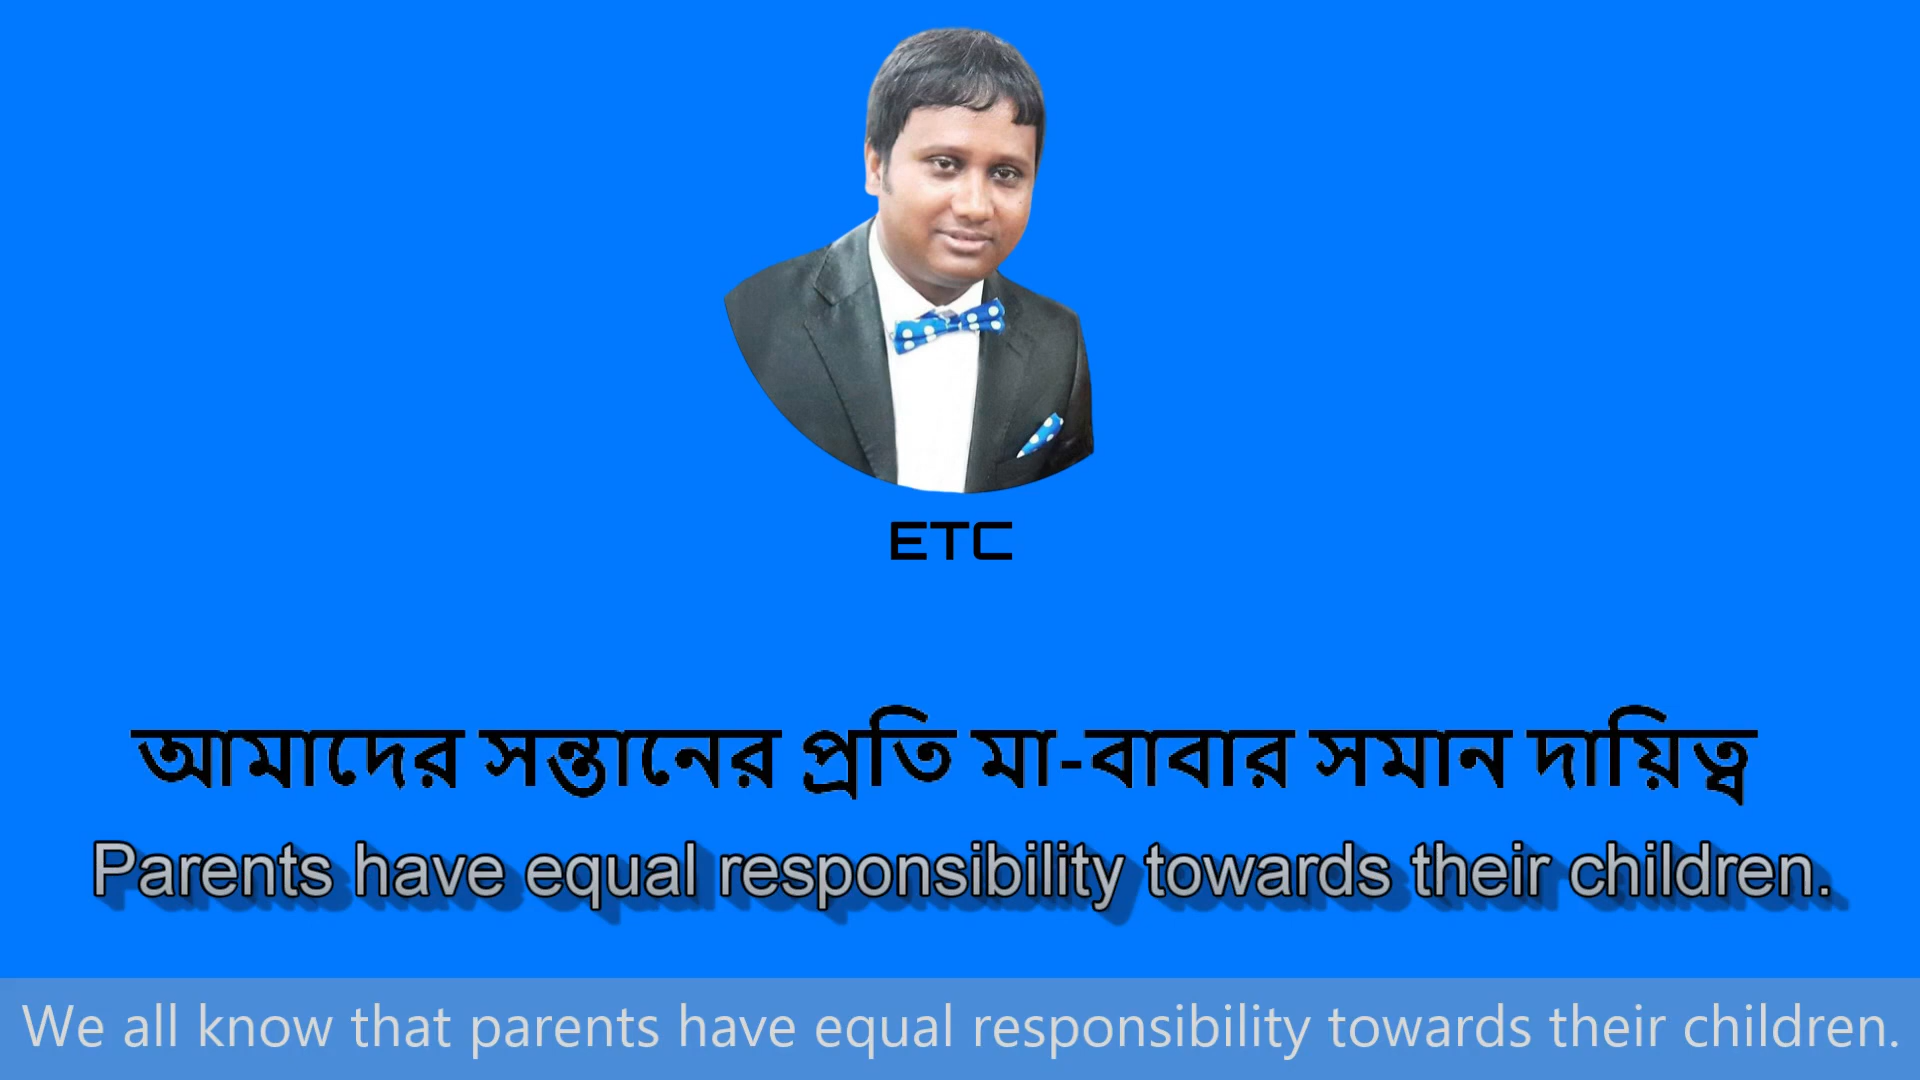 ETC
আমাদের সন্তানের প্রতি মা-বাবার সমান দায়িত্ব
Parents have equal responsibility towards their children.
We all know that parents have equal responsibility towards their children.